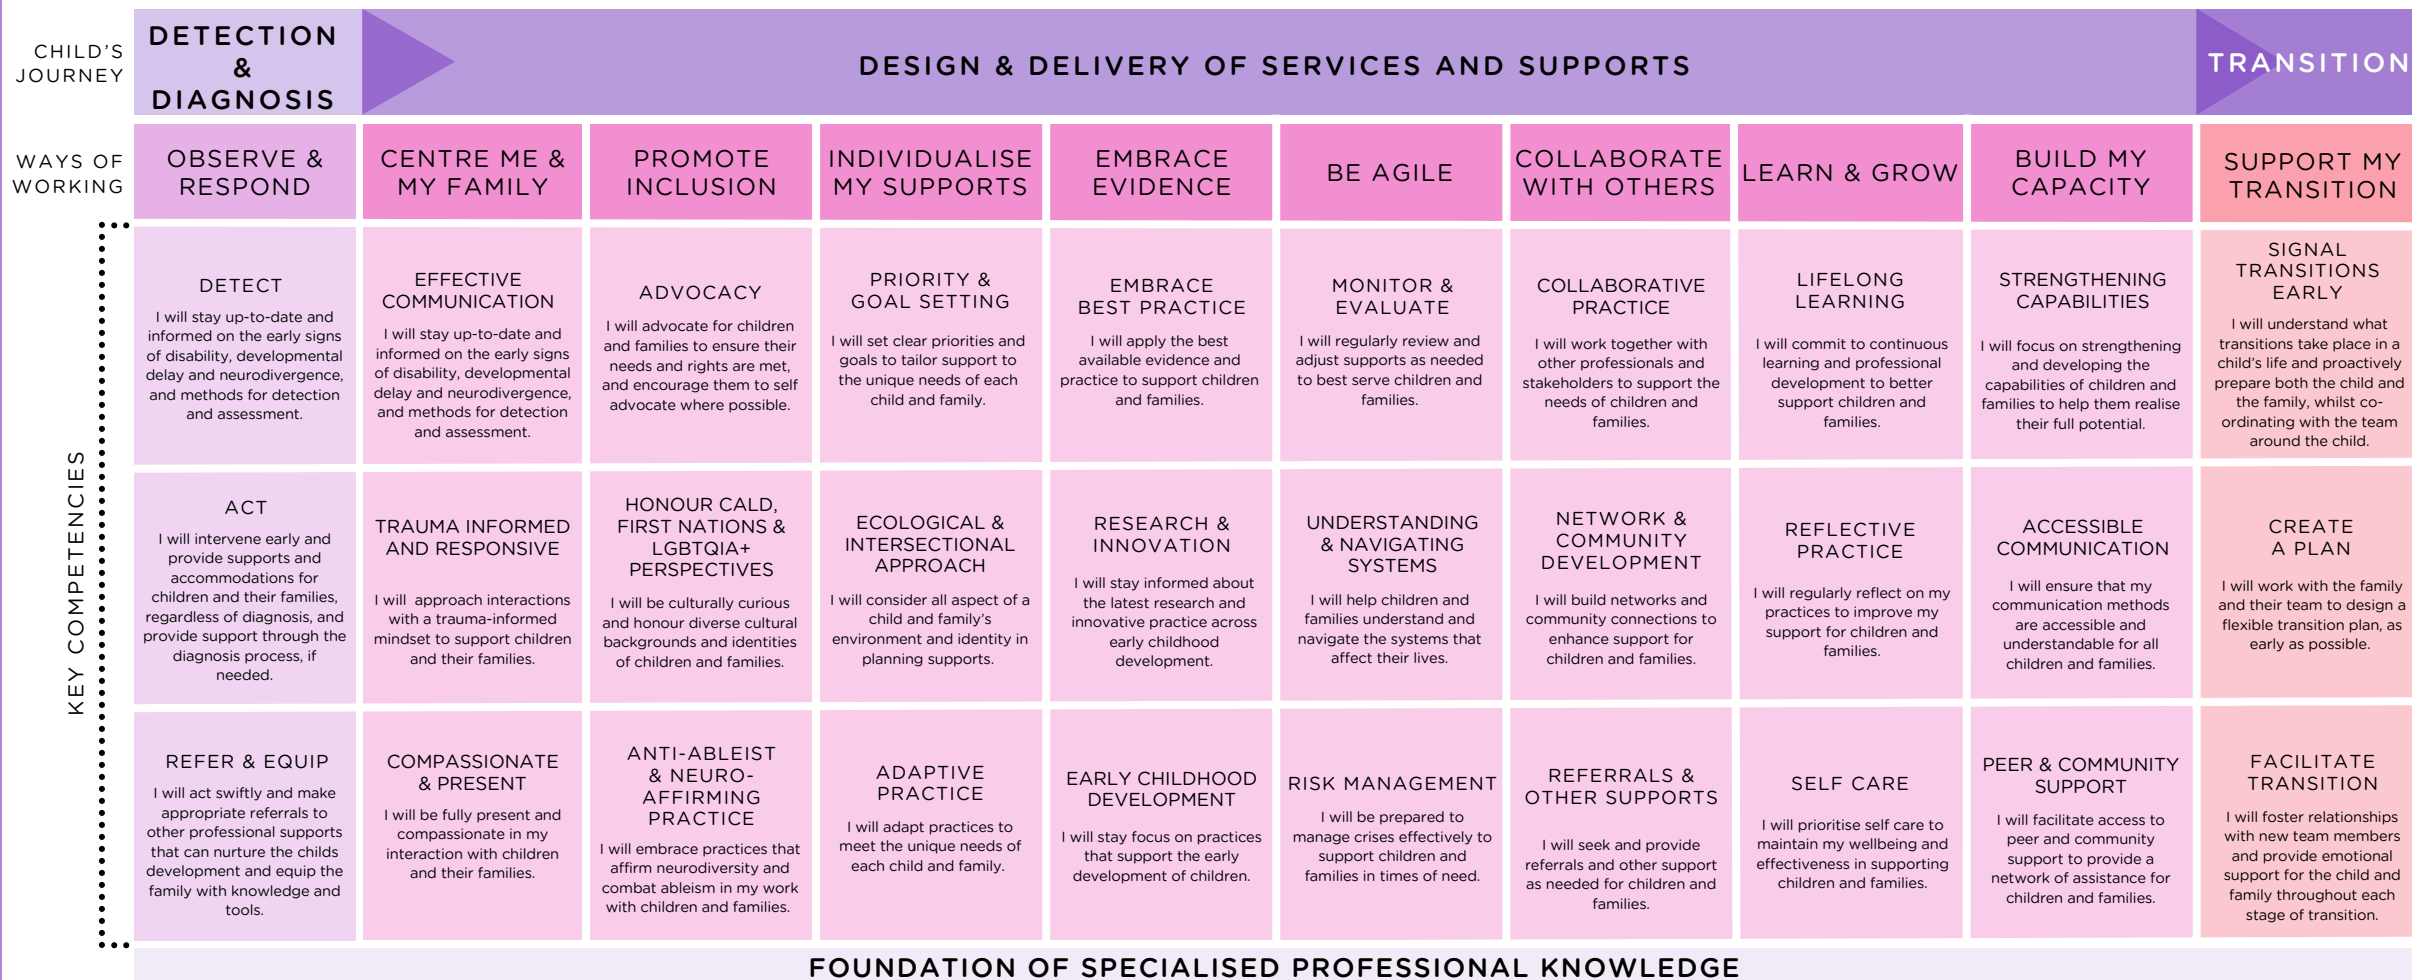 CHILD'S
JOURNEY
DETECTION
&
DIAGNOSIS
DESIGN & DELIVERY OF SERVICES AND SUPPORTS
TRANSITION
WAYS OF
WORKING
OBSERVE &
RESPOND
CENTRE ME &
MY FAMILY
PROMOTE
INCLUSION
INDIVIDUALISE
MY SUPPORTS
EMBRACE
EVIDENCE
BE AGILE
COLLABORATE
WITH OTHERS
LEARN & GROW
BUILD MY
CAPACITY
SUPPORT MY
TRANSITION
KEY COMPETENCIES
DETECT
I will stay up-to-date and
informed on the early signs
of disability, developmental
delay and neurodivergence,
and methods for detection
and assessment.
EFFECTIVE
COMMUNICATION
I will stay up-to-date and
informed on the early signs
of disability, developmental
delay and neurodivergence,
and methods for detection
and assessment.
ADVOCACY
I will advocate for children
and families to ensure their
needs and rights are met,
and encourage them to self
advocate where possible.
PRIORITY &
GOAL SETTING
I will set clear priorities and
goals to tailor support to
the unique needs of each
child and family.
EMBRACE
BEST PRACTICE
I will apply the best
available evidence and
practice to support children
and families.
MONITOR &
EVALUATE
I will regularly review and
adjust supports as needed
to best serve children and
families.
COLLABORATIVE
PRACTICE
I will work together with
other professionals and
stakeholders to support the
needs of children and
families.
LIFELONG
LEARNING
I will commit to continuous
learning and professional
development to better
support children and
families.
STRENGTHENING
CAPABILITIES
I will focus on strengthening
and developing the
capabilities of children and
families to help them realise
their full potential.
SIGNAL
TRANSITIONS
EARLY
I will understand what
transitions take place in a
child's life and proactively
prepare both the child and
the family, whilst co-
ordinating with the team
around the child.
ACT
I will intervene early and
provide supports and
accommodations for
children and their families,
regardless of diagnosis, and
provide support through the
diagnosis process, if
needed.
TRAUMA INFORMED
AND RESPONSIVE
I will approach interactions
with a trauma-informed
mindset to support children
and their families.
HONOUR CALD,
FIRST NATIONS &
LGBTQIA+
PERSPECTIVES
I will be culturally curious
and honour diverse cultural
backgrounds and identities
of children and families.
ECOLOGICAL &
INTERSECTIONAL
APPROACH
I will consider all aspect of a
child and family's
environment and identity in
planning supports.
RESEARCH &
INNOVATION
I will stay informed about
the latest research and
innovative practice across
early childhood
development.
UNDERSTANDING
& NAVIGATING
SYSTEMS
I will help children and
families understand and
navigate the systems that
affect their lives.
NETWORK &
COMMUNITY
DEVELOPMENT
I will build networks and
community connections to
enhance support for
children and families.
REFLECTIVE
PRACTICE
I will regularly reflect on my
practices to improve my
support for children and
families.
ACCESSIBLE
COMMUNICATION
I will ensure that my
communication methods
are accessible and
understandable for all
children and families.
CREATE
A PLAN
I will work with the family
and their team to design a
flexible transition plan, as
early as possible.
REFER & EQUIP
I will act swiftly and make
appropriate referrals to
other professional supports
that can nurture the childs
development and equip the
family with knowledge and
tools.
COMPASSIONATE
& PRESENT
I will be fully present and
compassionate in my
interaction with children
and their families.
ANTI-ABLEIST
& NEURO-
AFFIRMING
PRACTICE
I will embrace practices that
affirm neurodiversity and
combat ableism in my work
with children and families.
ADAPTIVE
PRACTICE
I will adapt practices to
meet the unique needs of
each child and family.
EARLY CHILDHOOD
DEVELOPMENT
I will stay focus on practices
that support the early
development of children.
RISK MANAGEMENT
I will be prepared to
manage crises effectively to
support children and
families in times of need.
REFERRALS &
OTHER SUPPORTS
I will seek and provide
referrals and other support
as needed for children and
families.
SELF CARE
I will prioritise self care to
maintain my wellbeing and
effectiveness in supporting
children and families.
PEER & COMMUNITY
SUPPORT
I will facilitate access to
peer and community
support to provide a
network of assistance for
children and families.
FACILITATE
TRANSITION
I will foster relationships
with new team members
and provide emotional
support for the child and
family throughout each
stage of transition.
FOUNDATION OF SPECIALISED PROFESSIONAL KNOWLEDGE